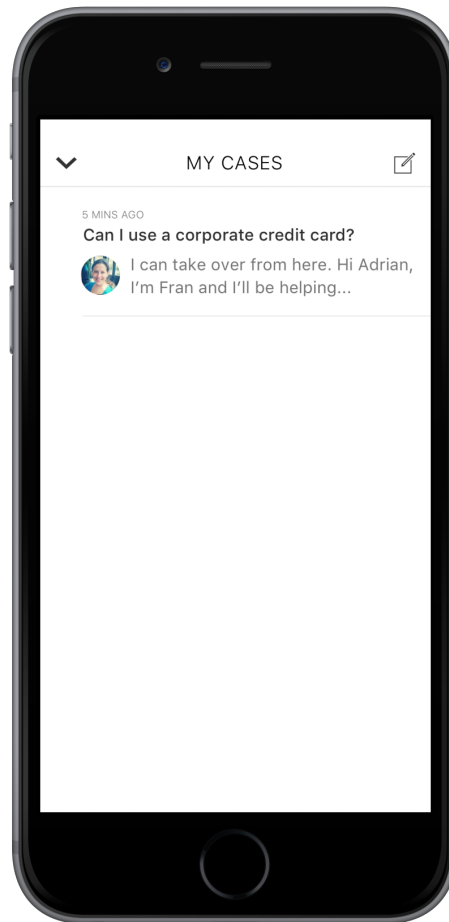 MY CASES
5 MINS AGO
Can I use a corporate credit card?
I can take over from here. Hi Adrian,
I’m Fran and I’ll be helping...